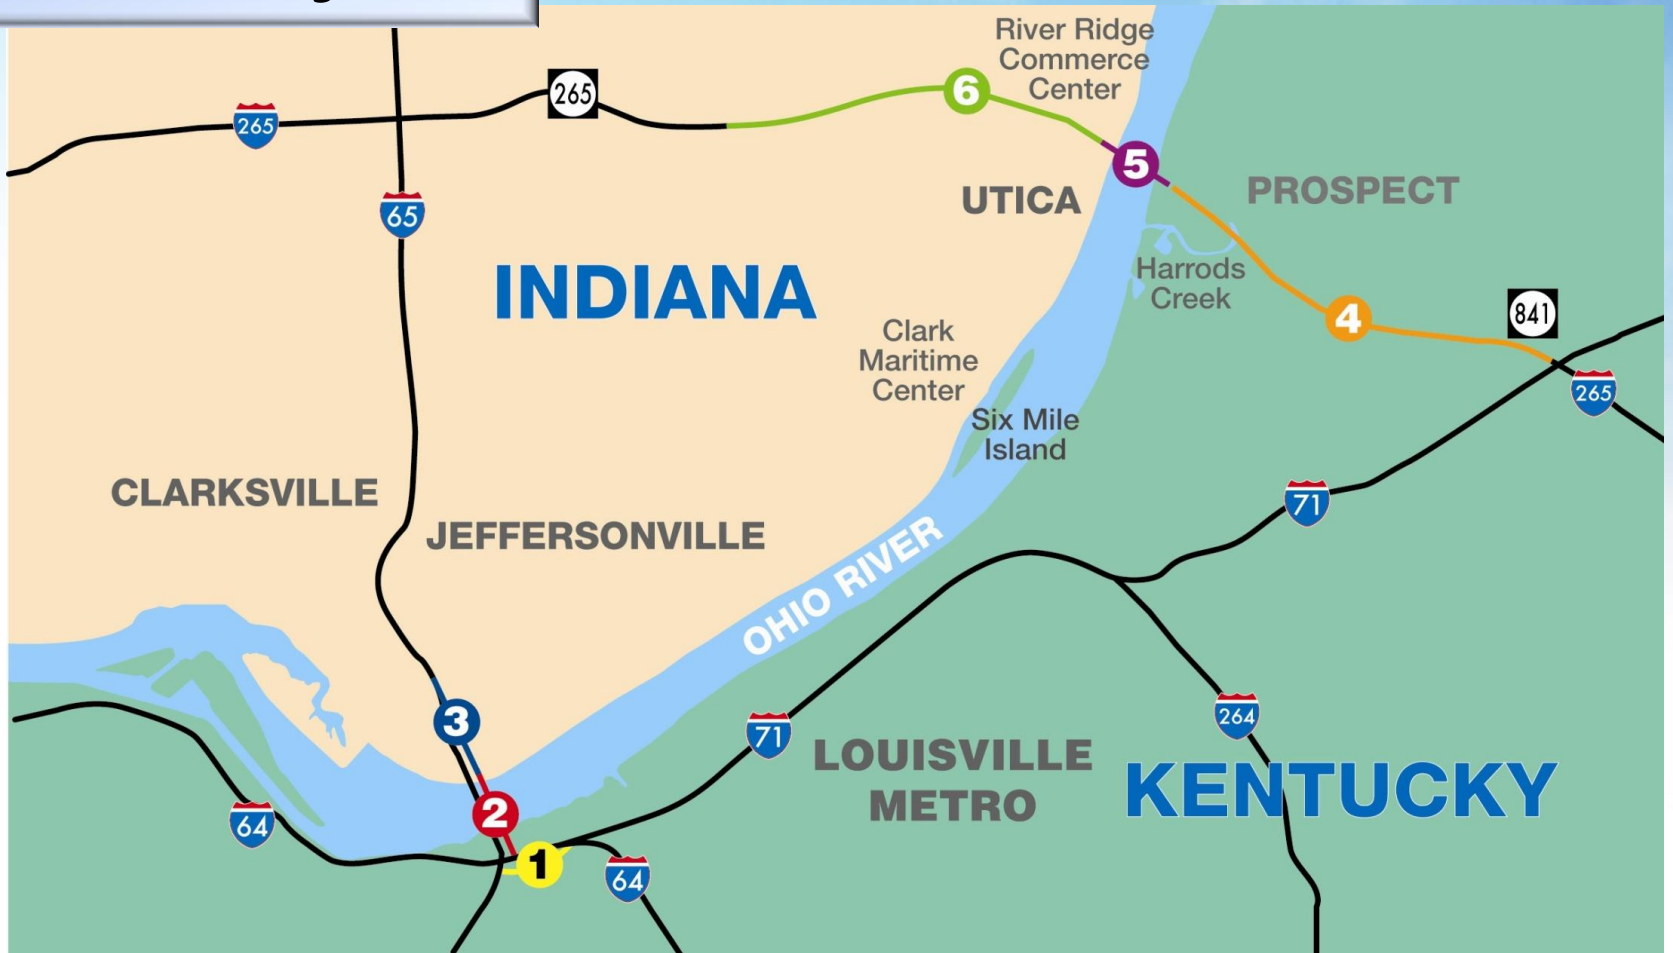 River Ridge
Commerce
Center
265
6
265
5
UTICA
PROSPECT
65
INDIANA
Harrods
Creek
841
4
Clark
Maritime
Center
265
Six Mile
Island
CLARKSVILLE
71
JEFFERSONVILLE
OHIO RIVER
3
264
71
LOUISVILLE
METRO
KENTUCKY
2
64
1
64